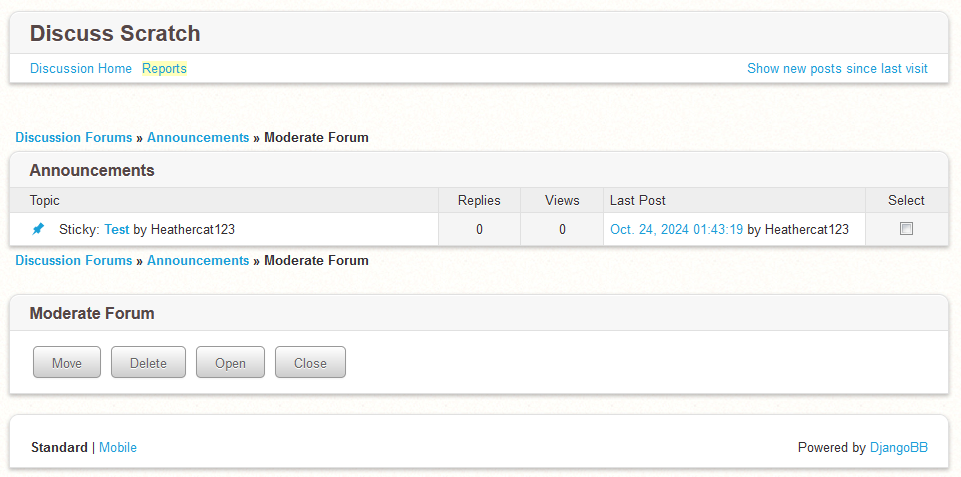 Discuss Scratch
Discussion Home Reports Show new posts since last visit
Discussion Forums » Announcements » Moderate Forum
Announcements
Topic Replies Views Last Post Select
Sticky: Test by Heathercat123 0 0 Oct. 24, 2024 01:43:19 by Heathercat123
Discussion Forums » Announcements » Moderate Forum
Moderate Forum
Move Delete Open Close
Standard | Mobile Powered by DjangoBB